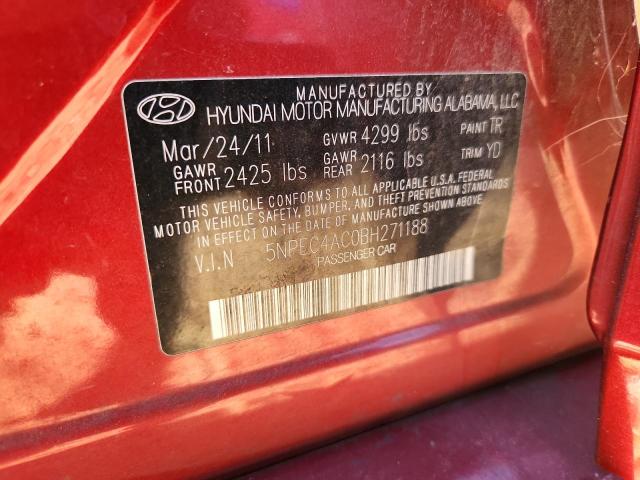 MANUFACTURED BY
HYUNDAI MOTOR MANUFACTURING ALABAMA, LLC
Mar/24/11 GVWR 4299 lbs PAINT TR
GAWR FRONT 2425 lbs GAWR REAR 2116 lbs TRIM YD
THIS VEHICLE CONFORMS TO ALL APPLICABLE U.S.A. FEDERAL
MOTOR VEHICLE SAFETY, BUMPER, AND THEFT PREVENTION STANDARDS
IN EFFECT ON THE DATE OF MANUFACTURE SHOWN ABOVE.
V.I.N 5NPEC4AC0BH271188
PASSENGER CAR